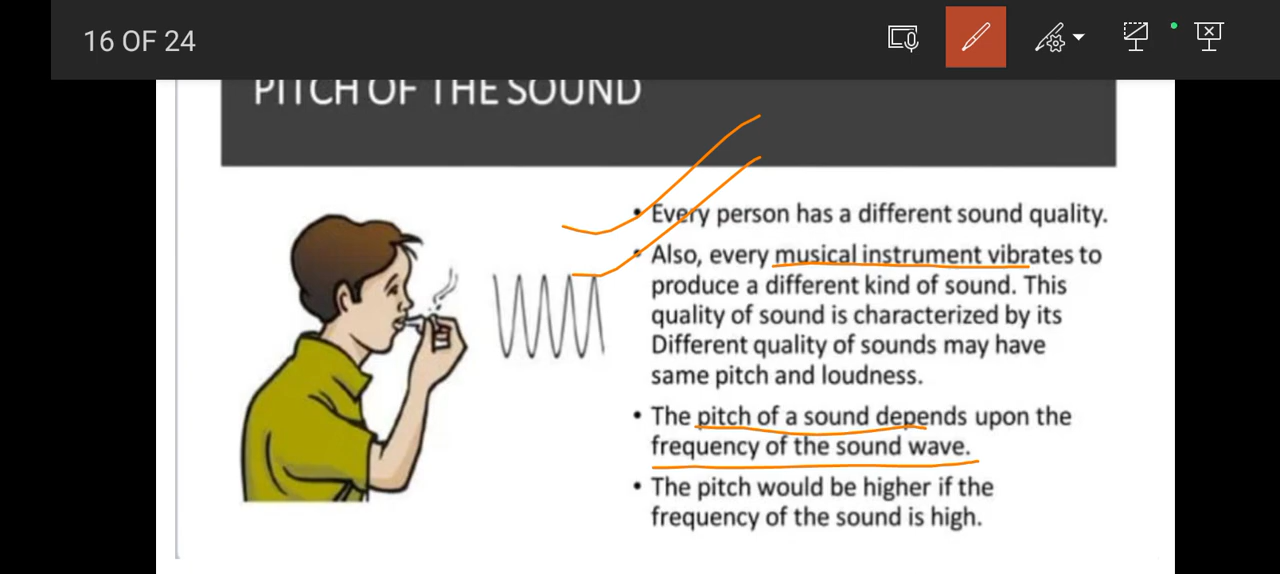 16 OF 24
PITCH OF THE SOUND
• Every person has a different sound quality.
• Also, every musical instrument vibrates to
produce a different kind of sound. This
quality of sound is characterized by its
Different quality of sounds may have
same pitch and loudness.
• The pitch of a sound depends upon the
frequency of the sound wave.
• The pitch would be higher if the
frequency of the sound is high.